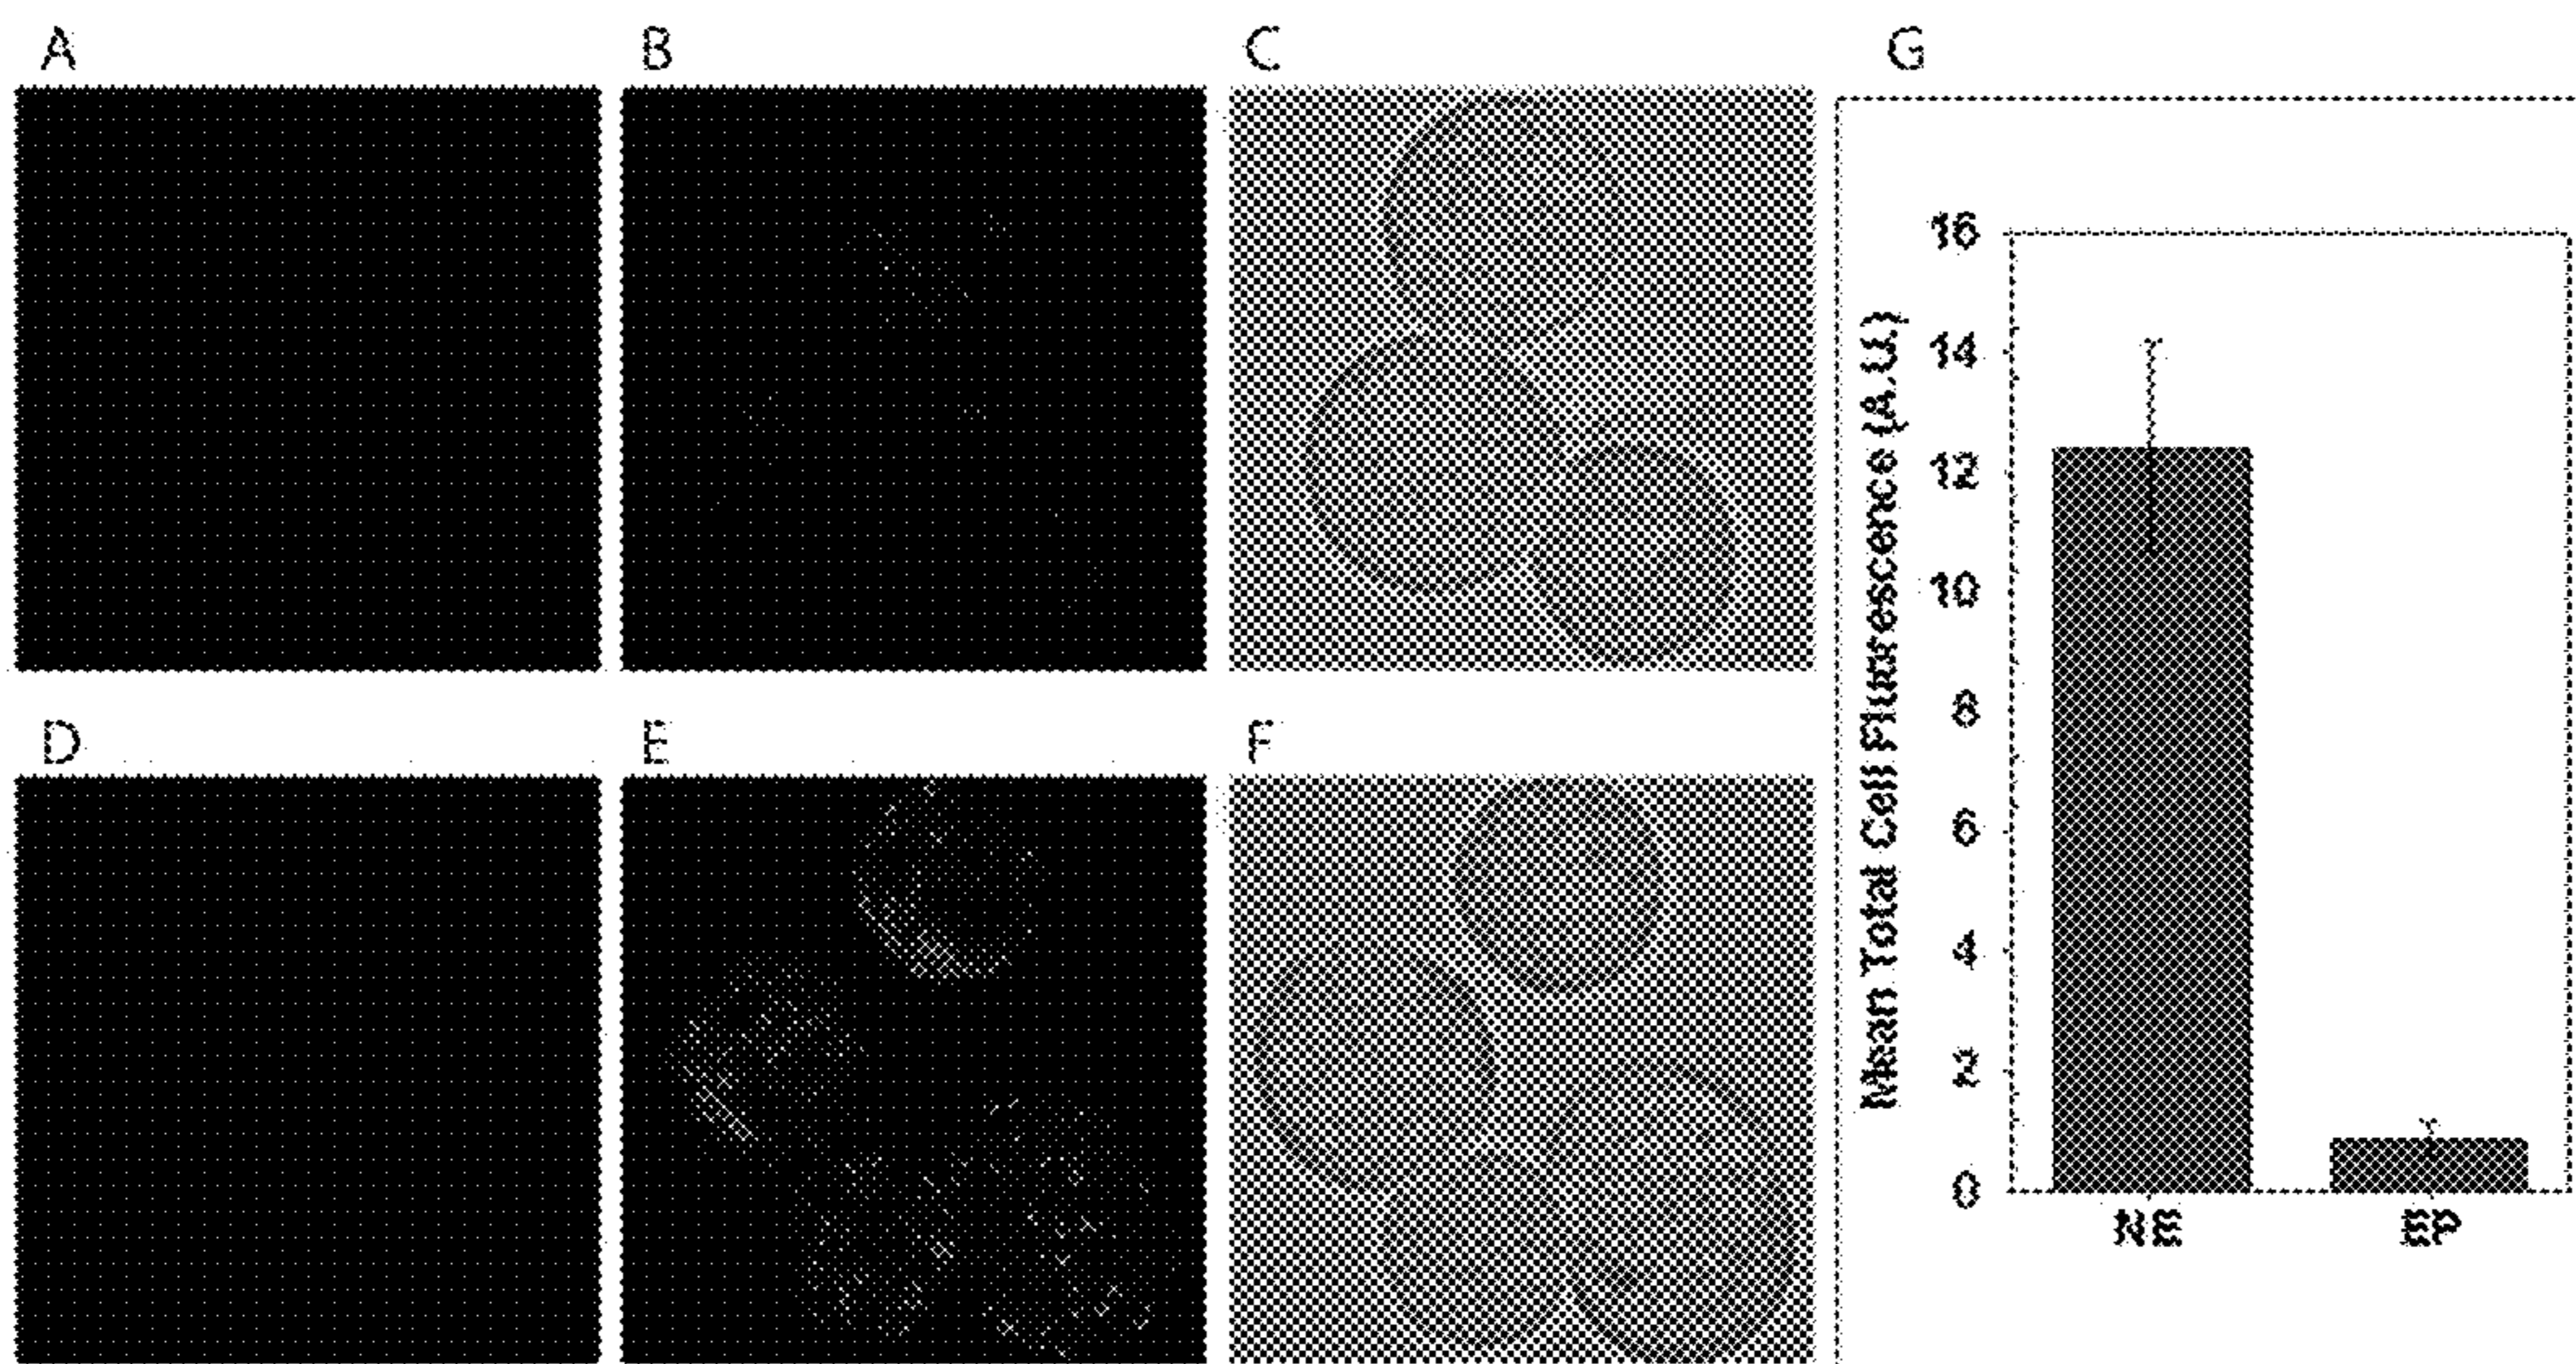 A
B
C
G
D
E
F
Mean Total Cell Fluorescence (A.U.)
16
14
12
10
8
6
4
2
0
NE
EP